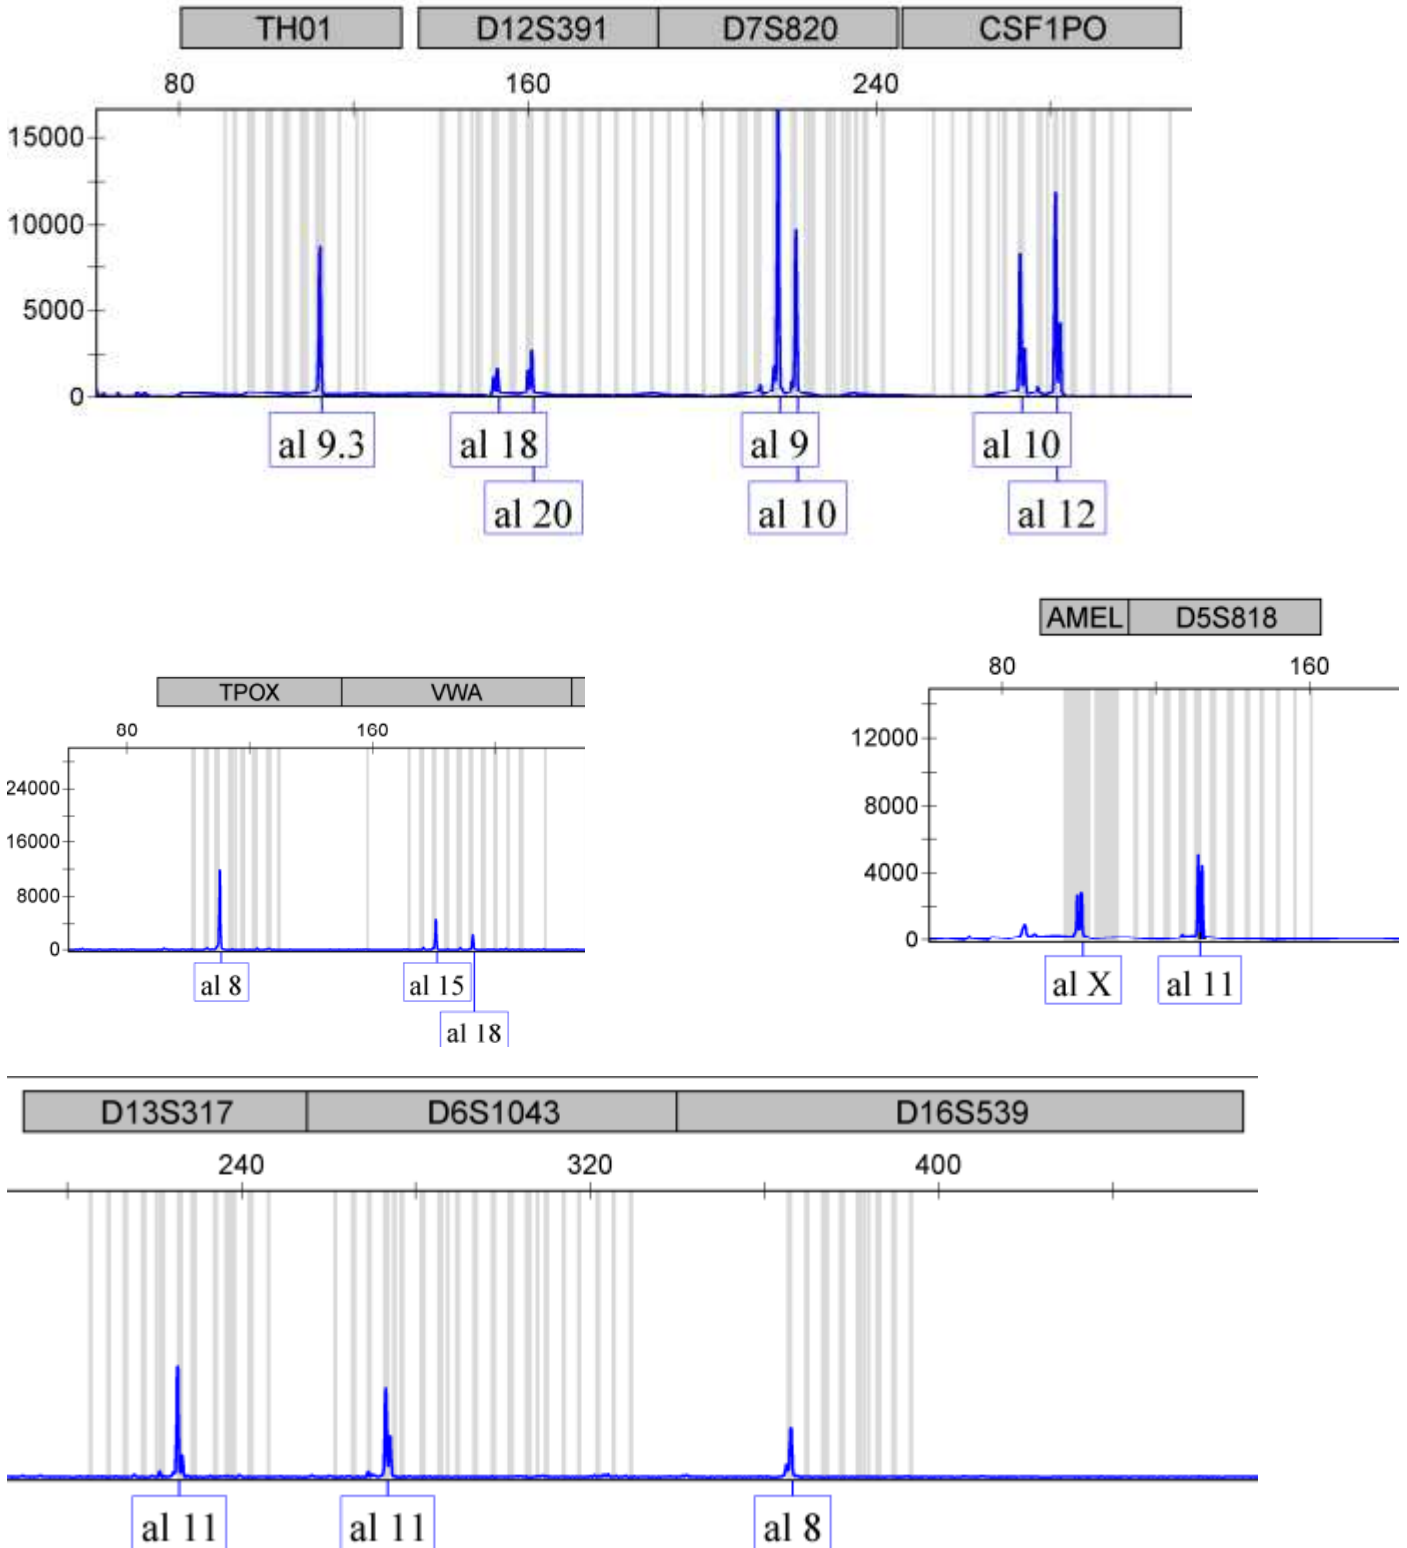 TH01 D12S391 D7S820 CSF1PO
80 160 240
15000
10000
5000
0
al 9.3 al 18 al 9 al 10
al 20 al 10 al 12
AMEL D5S818
80 160
TPOX VWA
80 160
12000
8000
4000
0
24000
16000
8000
0
al 8 al 15 al X al 11
al 18
D13S317 D6S1043 D16S539
240 320 400
al 11 al 11 al 8